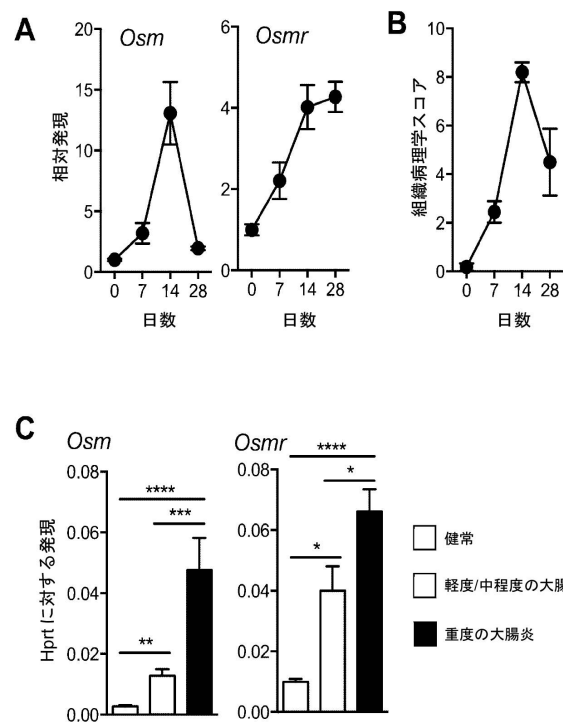 A
Osm
Osmr
B
相対発現
20
15
10
5
0
0 7 14 28
日数
6
4
2
0
0 7 14 28
日数
組織病理学スコア
10
8
6
4
2
0
0 7 14 28
日数
C
Osm
Osmr
Hprtに対する発現
0.08
0.06
0.04
0.02
0.00
****
***
**
0.08
0.06
0.04
0.02
0.00
****
*
*
健常
軽度/中程度の大腸
重度の大腸炎